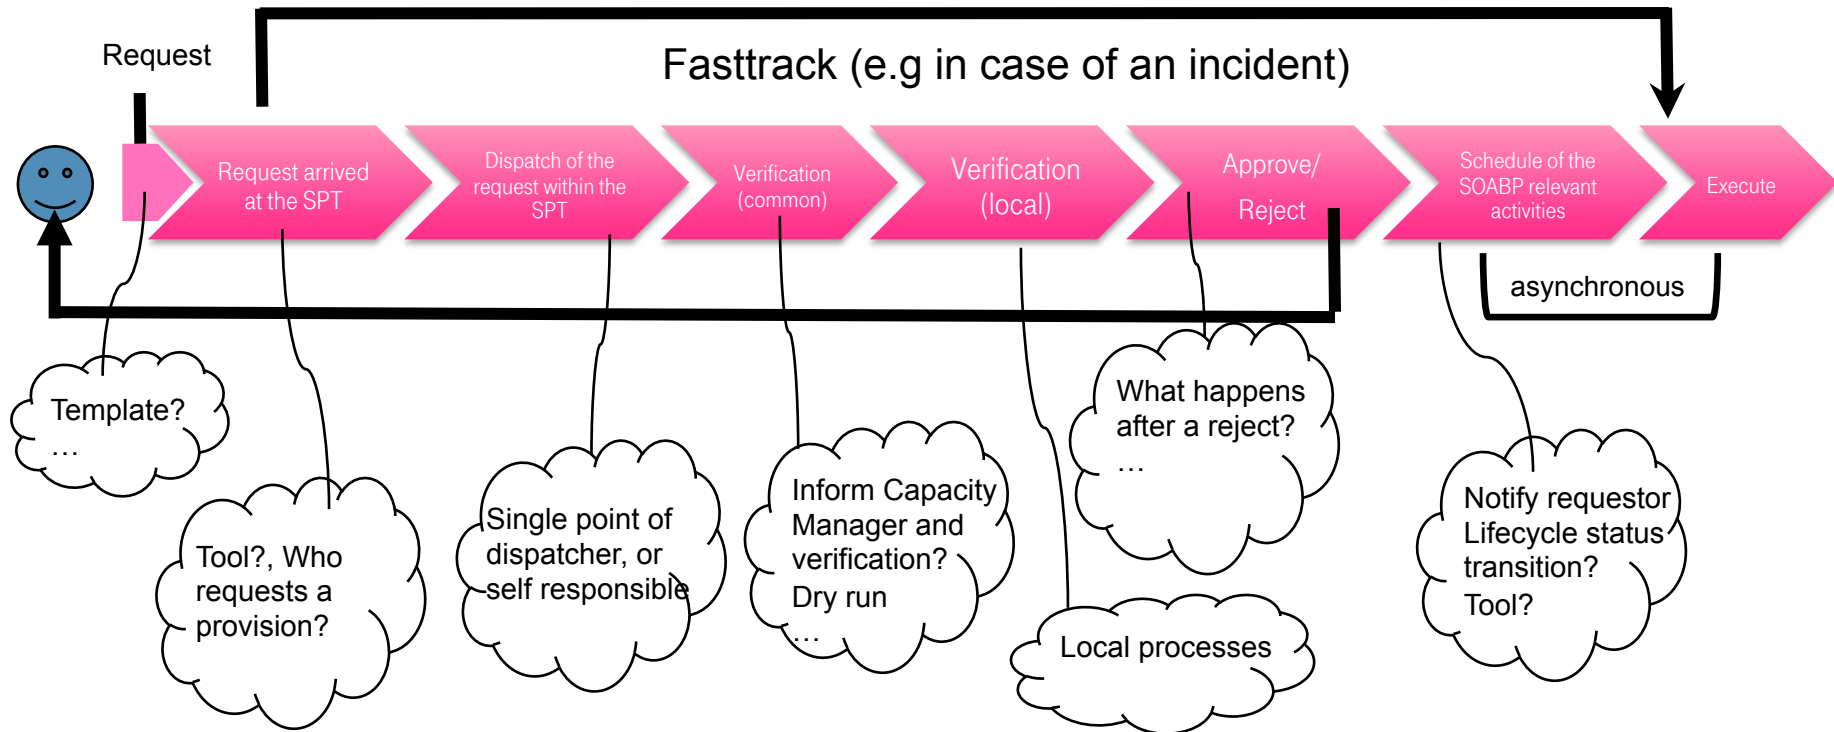 Request
Fasttrack (e.g in case of an incident)
Request arrived
at the SPT
Dispatch of the
request within the
SPT
Verification
(common)
Verification
(local)
Approve/
Reject
Schedule of the
SOABP relevant
activities
Execute
asynchronous
Template?
…
Tool?, Who
requests a
provision?
Single point of
dispatcher, or
self responsible
Inform Capacity
Manager and
verification?
Dry run
…
Local processes
What happens
after a reject?
…
Notify requestor
Lifecycle status
transition?
Tool?